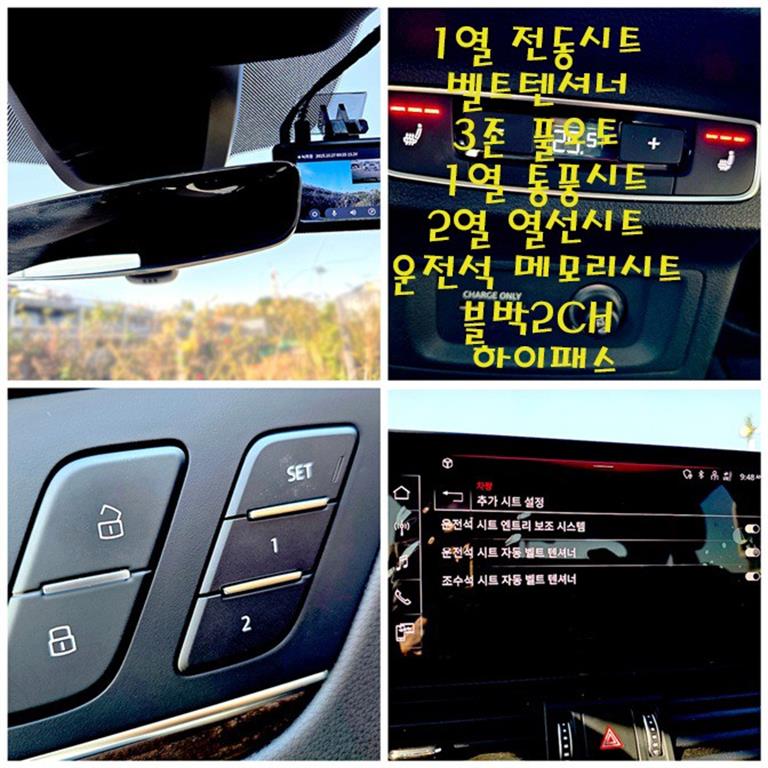 1열 전동시트
벨트텐셔너
3존 풀오토
23.5
+
1열 통풍시트
2열 열선시트
운전석 메모리시트
CHARGE ONLY
블박2CH
하이패스
SET
1
2
9:48
차량
추가 시트 설정
운전석 시트 엔트리 보조 시스템
운전석 시트 자동 벨트 텐셔너
조수석 시트 자동 벨트 텐셔너